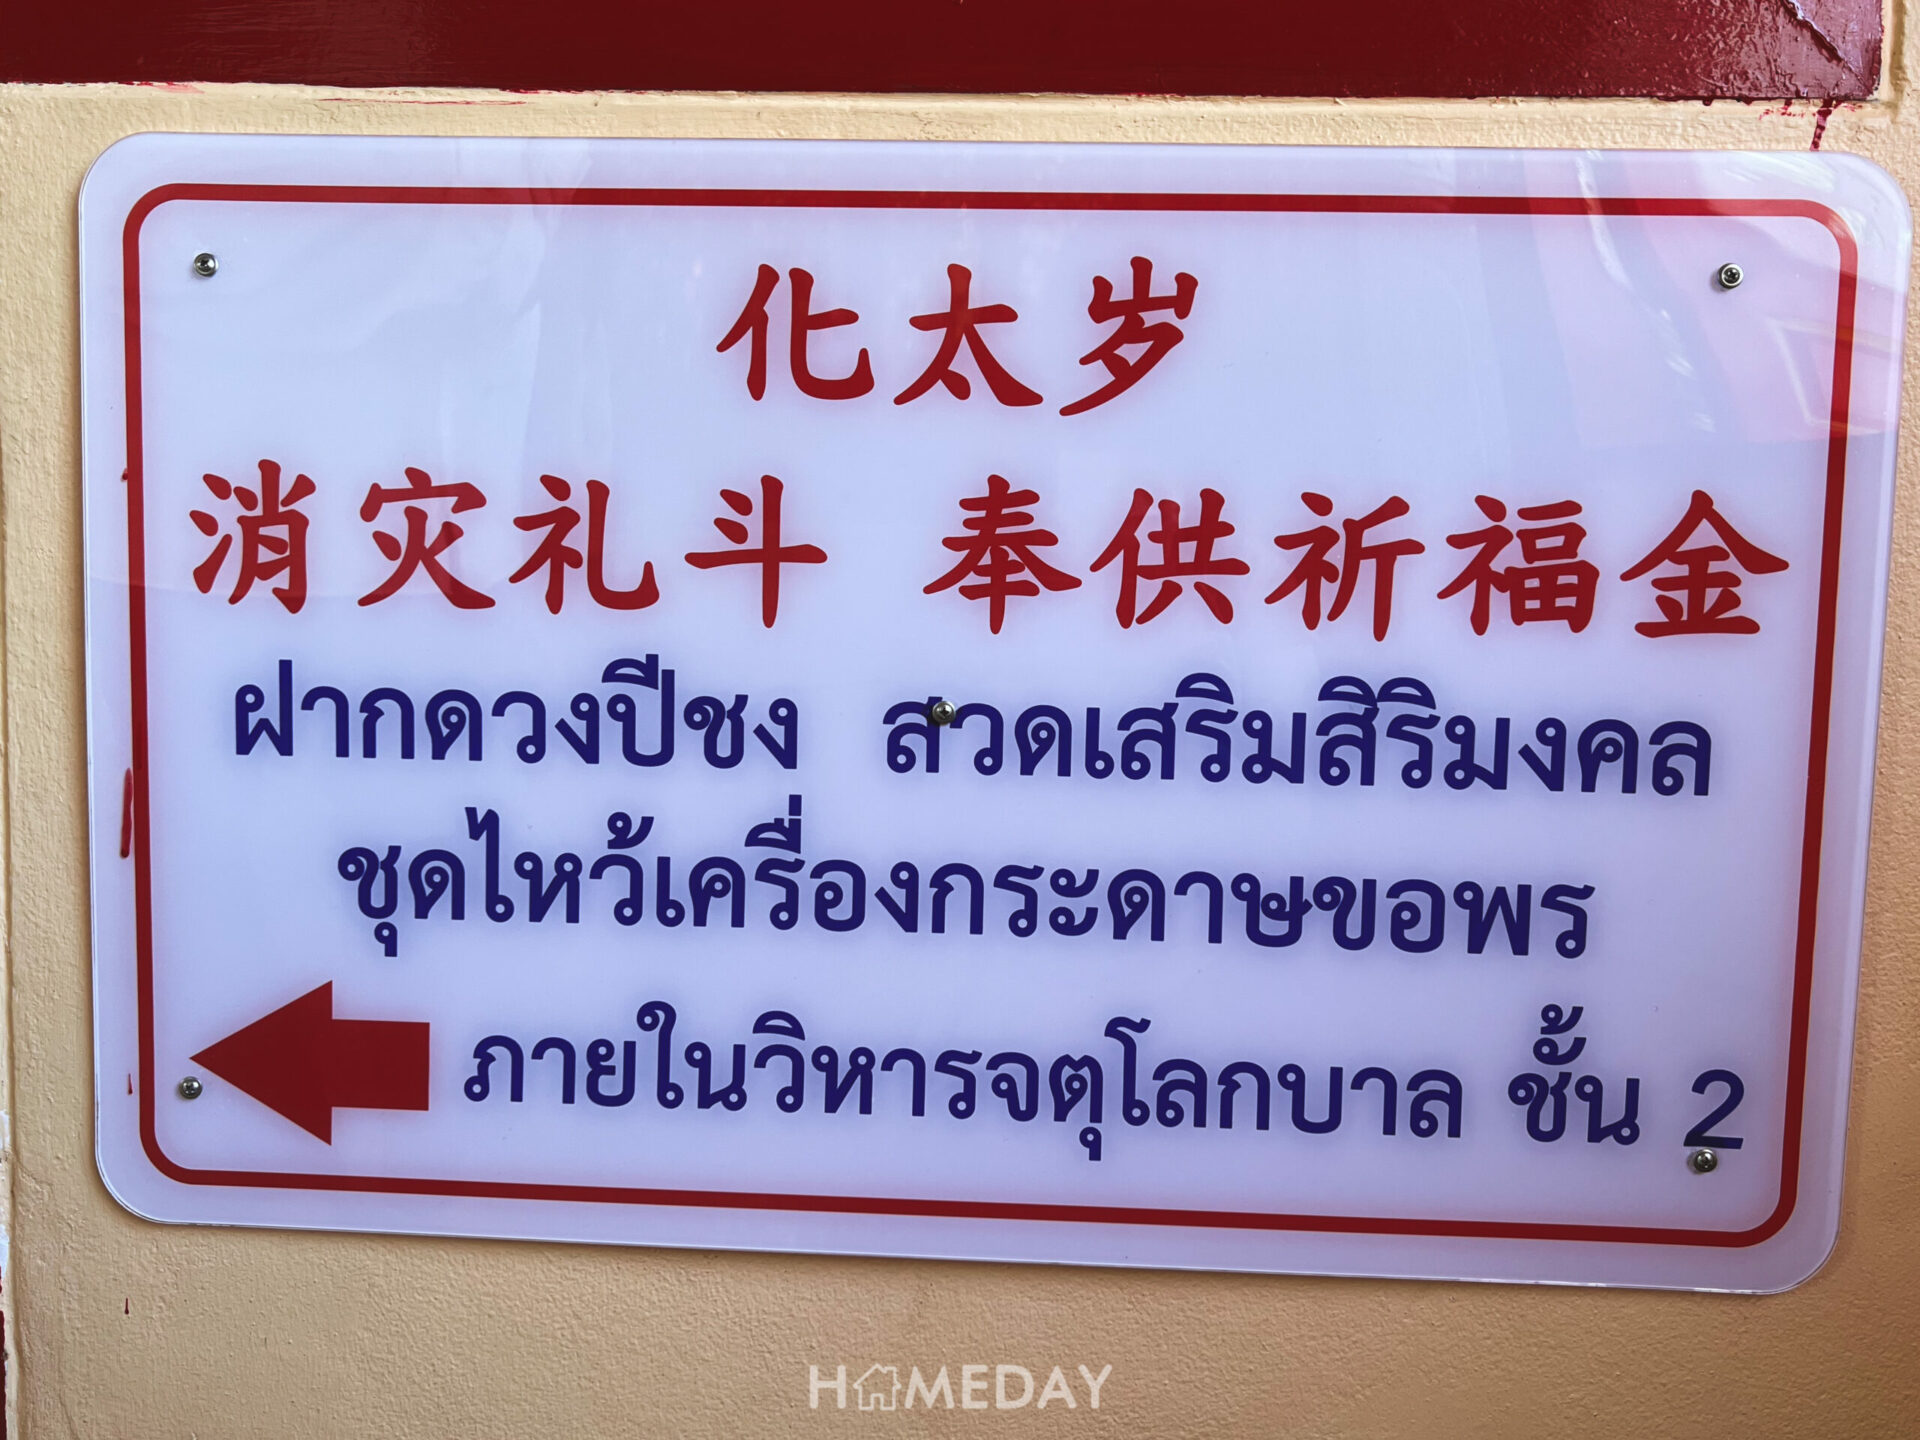 化太岁
消灾礼斗 奉供祈福金
ฝากดวงปีชง สวดเสริมสิริมงคล
ชุดไหว้เครื่องกระดาษขอพร
ภายในวิหารจตุโลกบาล ชั้น 2
HOMEDAY